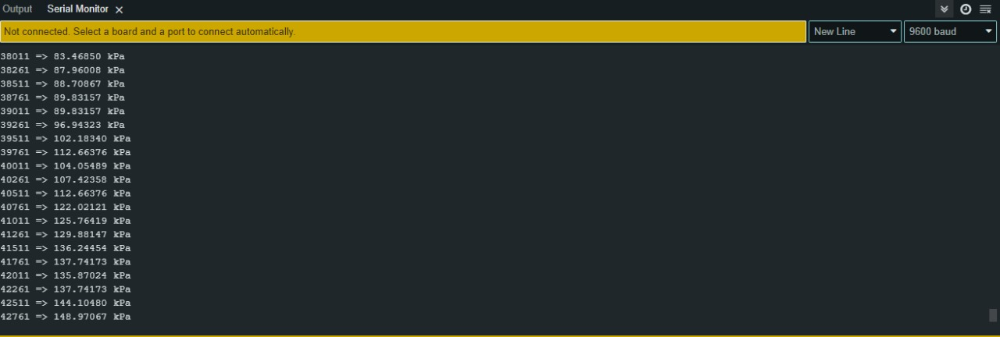 Output Serial Monitor
Not connected. Select a board and a port to connect automatically. New Line 9600 baud
38011 => 83.46850 kPa
38261 => 87.96008 kPa
38511 => 88.70867 kPa
38761 => 89.83157 kPa
39011 => 89.83157 kPa
39261 => 96.94323 kPa
39511 => 102.18340 kPa
39761 => 112.66376 kPa
40011 => 104.05489 kPa
40261 => 107.42358 kPa
40511 => 112.66376 kPa
40761 => 122.02121 kPa
41011 => 125.76419 kPa
41261 => 129.88147 kPa
41511 => 136.24454 kPa
41761 => 137.74173 kPa
42011 => 135.87024 kPa
42261 => 137.74173 kPa
42511 => 144.10480 kPa
42761 => 148.97067 kPa